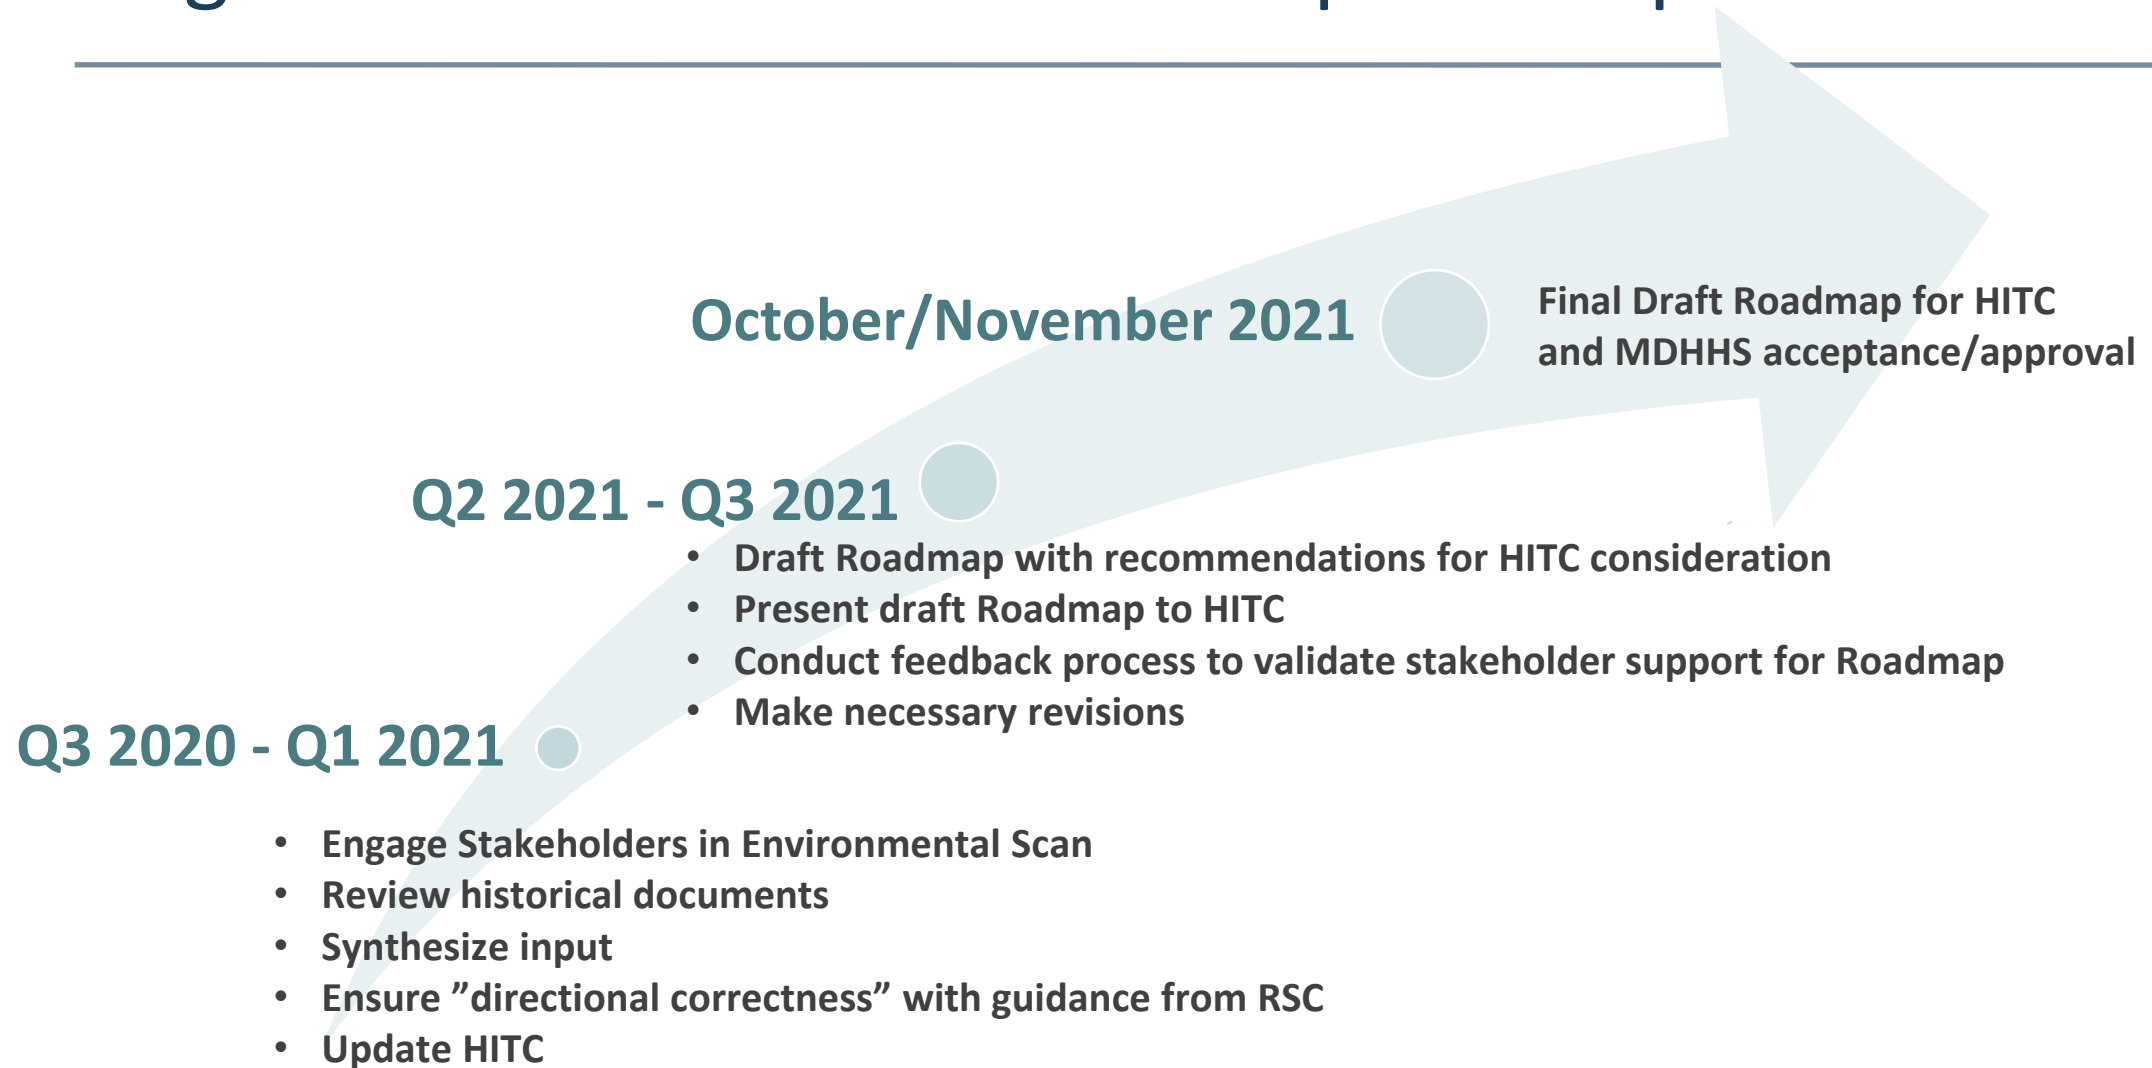 October/November 2021
Final Draft Roadmap for HITC
and MDHHS acceptance/approval
Q2 2021 - Q3 2021
• Draft Roadmap with recommendations for HITC consideration
• Present draft Roadmap to HITC
• Conduct feedback process to validate stakeholder support for Roadmap
• Make necessary revisions
Q3 2020 - Q1 2021
• Engage Stakeholders in Environmental Scan
• Review historical documents
• Synthesize input
• Ensure ”directional correctness” with guidance from RSC
• Update HITC